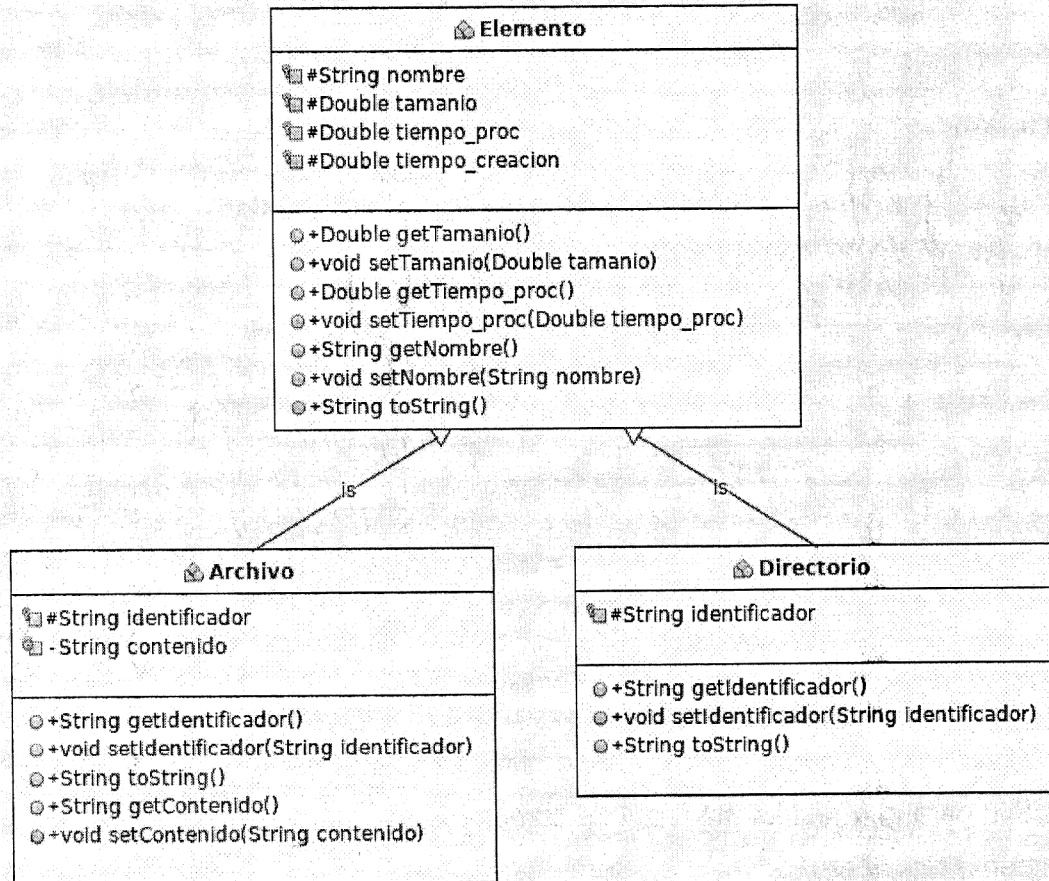 Elemento
#String nombre
#Double tamanio
#Double tiempo_proc
#Double tiempo_creacion
+Double getTamanio()
+void setTamanio(Double tamanio)
+Double getTiempo_proc()
+void setTiempo_proc(Double tiempo_proc)
+String getNombre()
+void setNombre(String nombre)
+String toString()
is
is
Archivo
#String identificador
-String contenido
+String getIdentificador()
+void setIdentificador(String identificador)
+String toString()
+String getContenido()
+void setContenido(String contenido)
Directorio
#String identificador
+String getIdentificador()
+void setIdentificador(String identificador)
+String toString()